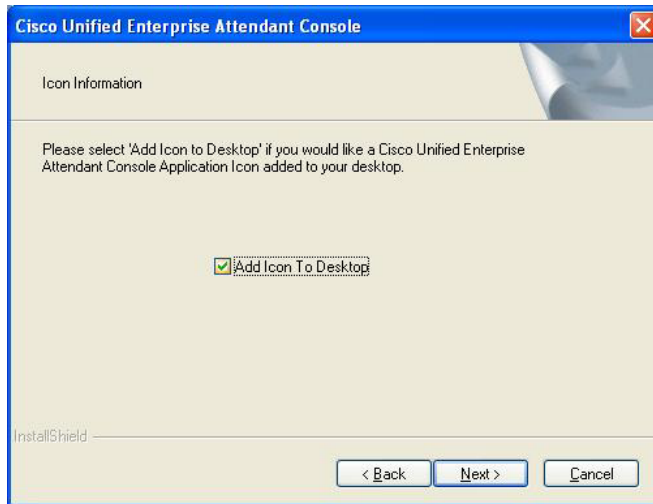 Cisco Unified Enterprise Attendant Console
Icon Information
Please select 'Add Icon to Desktop' if you would like a Cisco Unified Enterprise
Attendant Console Application Icon added to your desktop.
Add Icon To Desktop
InstallShield
< Back Next > Cancel